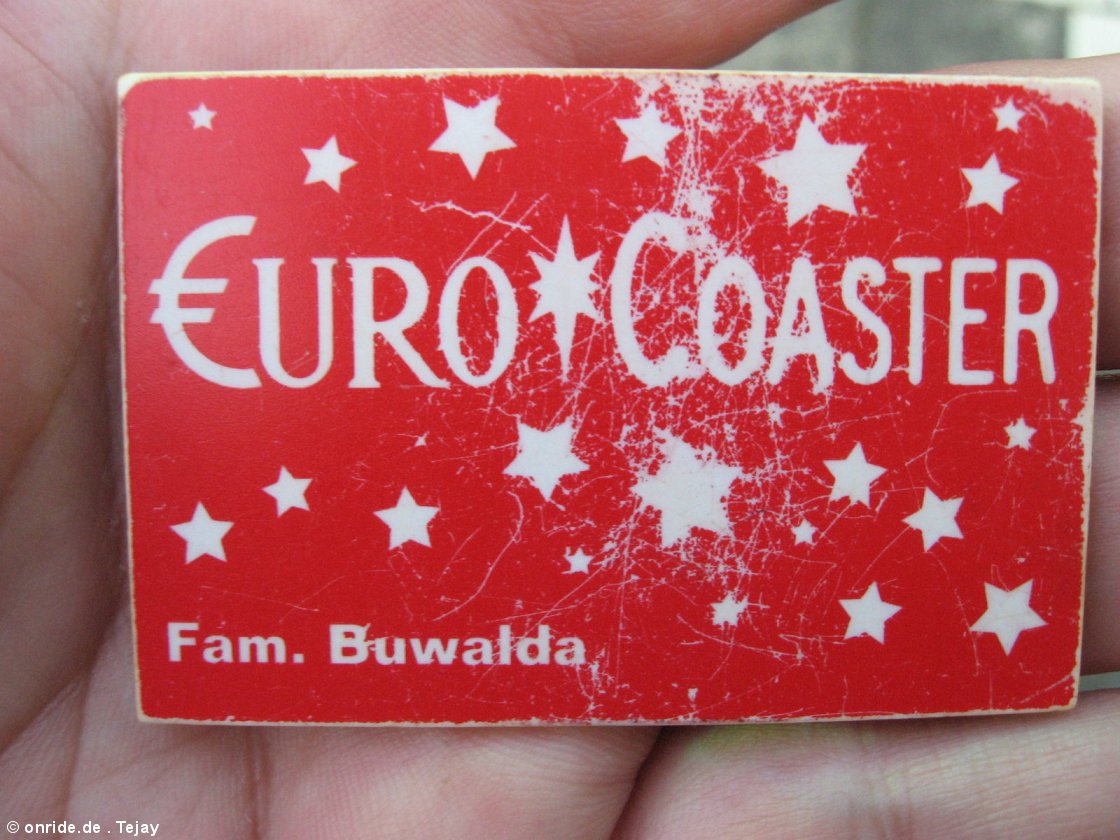 €URO COASTER
Fam. Buwalda
© onride.de . Tejay